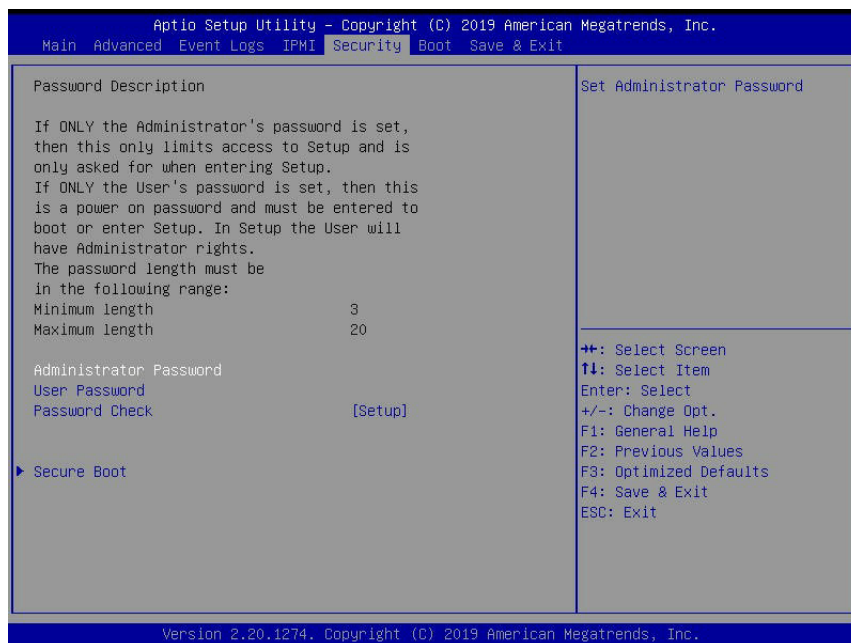 Aptio Setup Utility – Copyright (C) 2019 American Megatrends, Inc.
Main Advanced Event Logs IPMI Security Boot Save & Exit
Password Description
If ONLY the Administrator's password is set,
then this only limits access to Setup and is
only asked for when entering Setup.
If ONLY the User's password is set, then this
is a power on password and must be entered to
boot or enter Setup. In Setup the User will
have Administrator rights.
The password length must be
in the following range:
Minimum length 3
Maximum length 20
Administrator Password
User Password
Password Check [Setup]
Secure Boot
Set Administrator Password
→←: Select Screen
↑↓: Select Item
Enter: Select
+/-: Change Opt.
F1: General Help
F2: Previous Values
F3: Optimized Defaults
F4: Save & Exit
ESC: Exit
Version 2.20.1274. Copyright (C) 2019 American Megatrends, Inc.